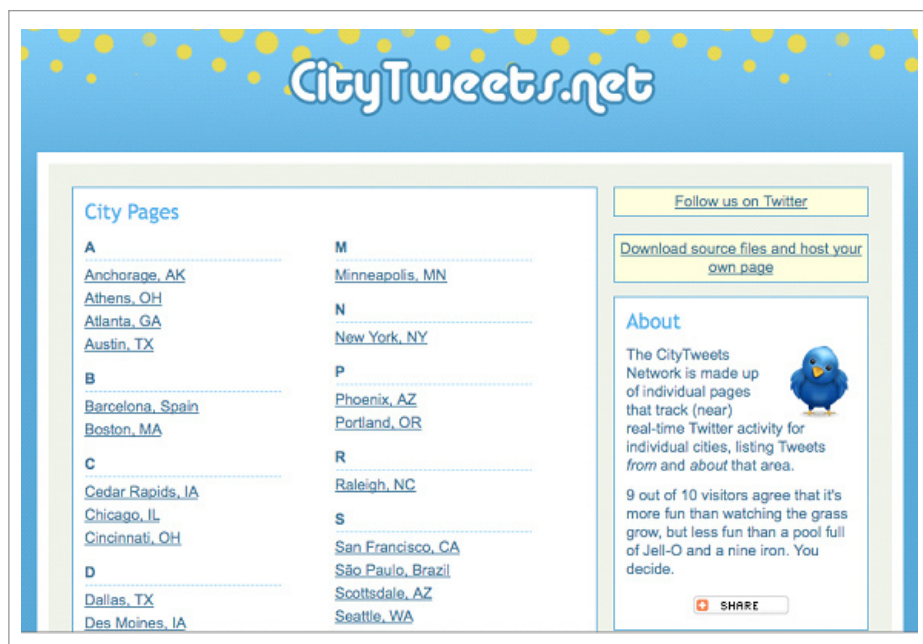 CityTweets.net
City Pages
A
Anchorage, AK
Athens, OH
Atlanta, GA
Austin, TX
B
Barcelona, Spain
Boston, MA
C
Cedar Rapids, IA
Chicago, IL
Cincinnati, OH
D
Dallas, TX
Des Moines, IA
M
Minneapolis, MN
N
New York, NY
P
Phoenix, AZ
Portland, OR
R
Raleigh, NC
S
San Francisco, CA
São Paulo, Brazil
Scottsdale, AZ
Seattle, WA
Follow us on Twitter
Download source files and host your
own page
About
The CityTweets
Network is made up
of individual pages
that track (near)
real-time Twitter activity for
individual cities, listing Tweets
from and about that area.
9 out of 10 visitors agree that it's
more fun than watching the grass
grow, but less fun than a pool full
of Jell-O and a nine iron. You
decide.
SHARE